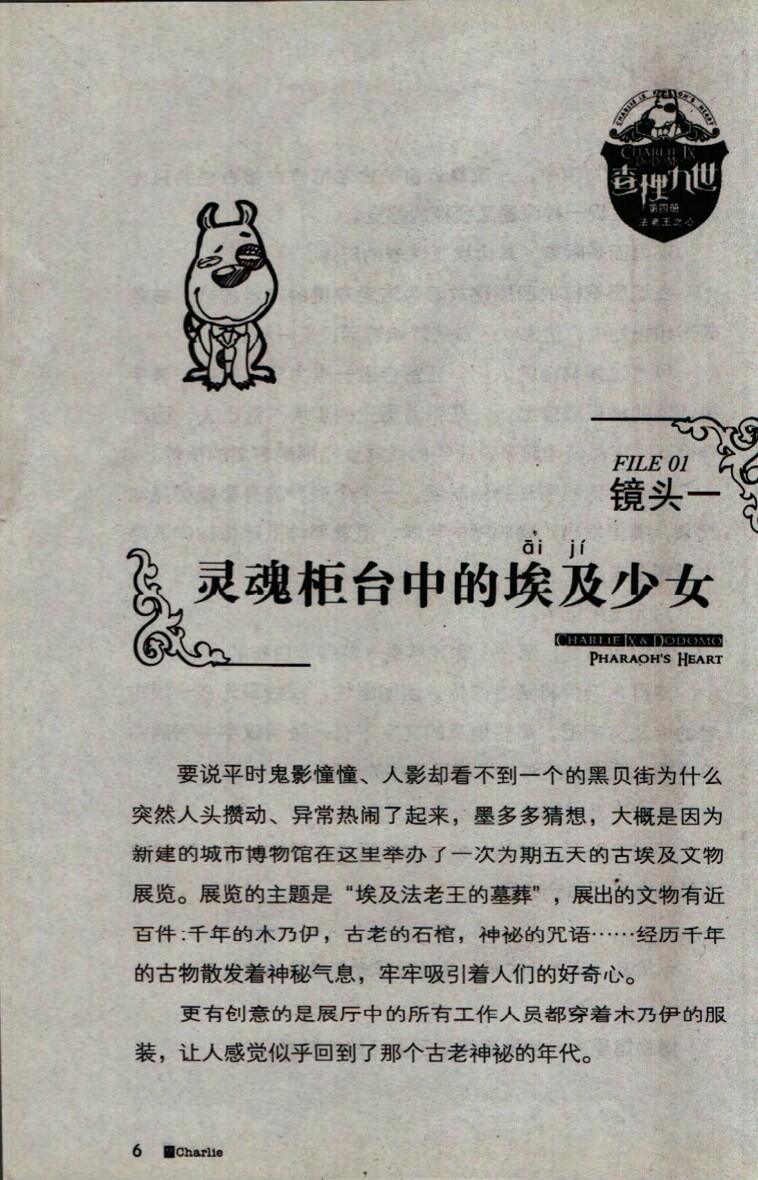 CHARLIE IX
PHARAOH'S HEART
CHARLIE IX
DODOMO
查理九世
第四册
法老王之心
FILE 01
镜头一
āi jí
灵魂柜台中的埃及少女
CHARLIE IX & DODOMO
PHARAOH'S HEART
要说平时鬼影憧憧、人影却看不到一个的黑贝街为什么
突然人头攒动、异常热闹了起来，墨多多猜想，大概是因为
新建的城市博物馆在这里举办了一次为期五天的古埃及文物
展览。展览的主题是“埃及法老王的墓葬”，展出的文物有近
百件:千年的木乃伊，古老的石棺，神祕的咒语……经历千年
的古物散发着神秘气息，牢牢吸引着人们的好奇心。
更有创意的是展厅中的所有工作人员都穿着木乃伊的服
装，让人感觉似乎回到了那个古老神祕的年代。
6 Charlie